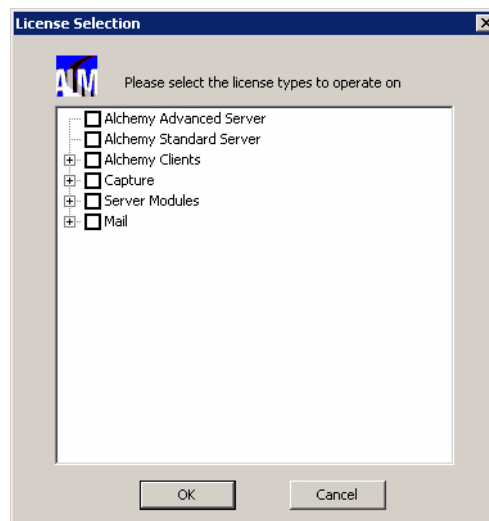 License Selection
ALM
Please select the license types to operate on
Alchemy Advanced Server
Alchemy Standard Server
Alchemy Clients
Capture
Server Modules
Mail
OK
Cancel